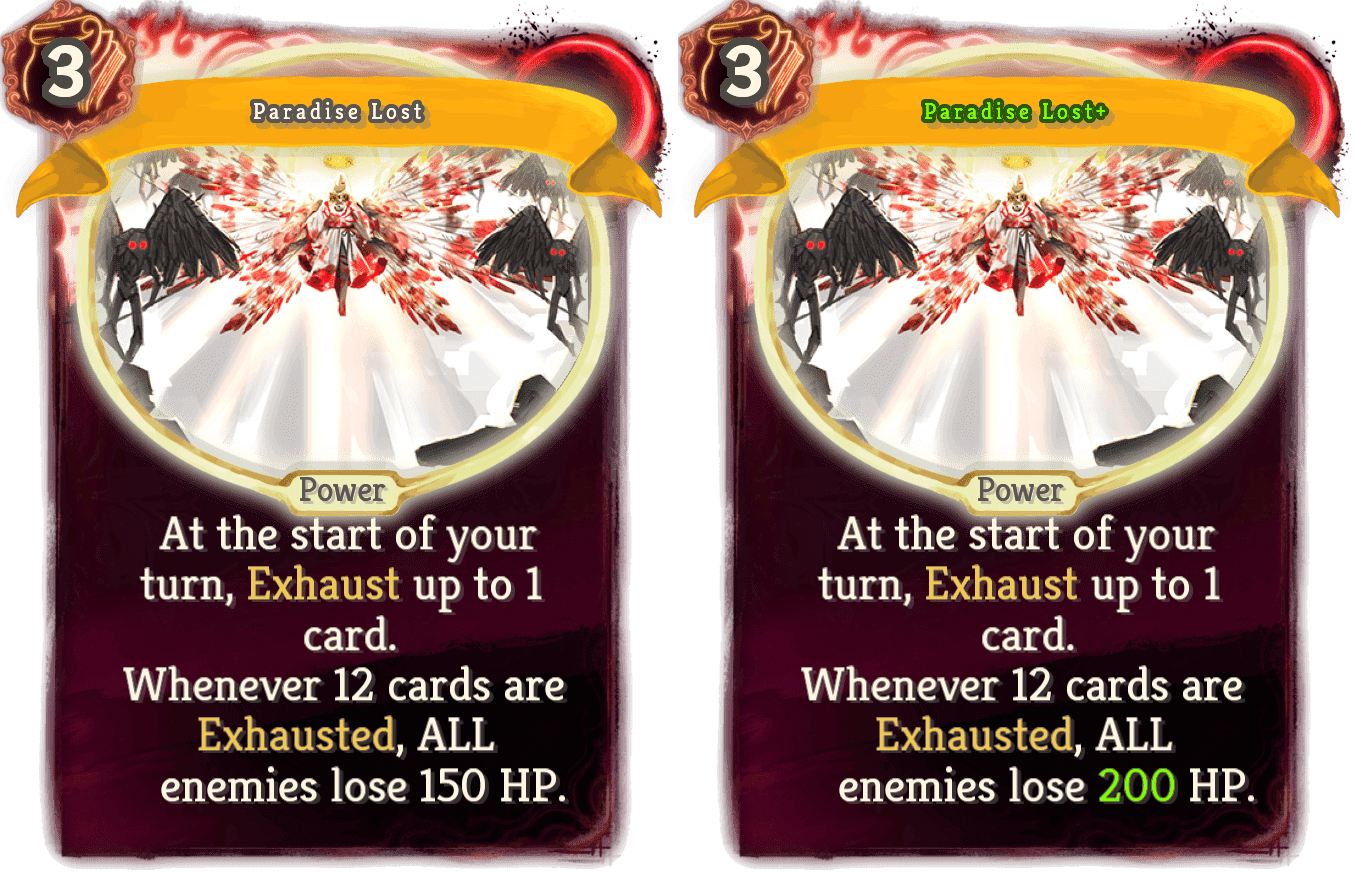 3
Paradise Lost
Power
At the start of your
turn, Exhaust up to 1
card.
Whenever 12 cards are
Exhausted, ALL
enemies lose 150 HP.
3
Paradise Lost+
Power
At the start of your
turn, Exhaust up to 1
card.
Whenever 12 cards are
Exhausted, ALL
enemies lose 200 HP.